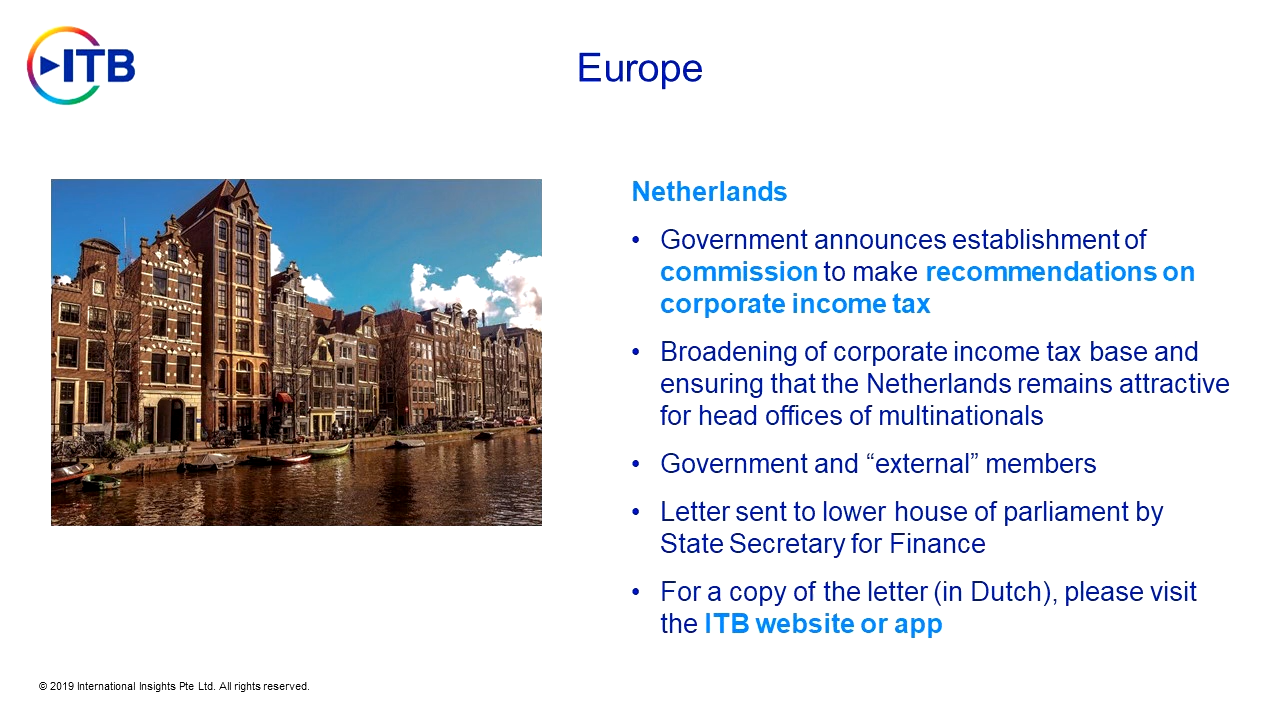 ITB
Europe
Netherlands
• Government announces establishment of
commission to make recommendations on
corporate income tax
• Broadening of corporate income tax base and
ensuring that the Netherlands remains attractive
for head offices of multinationals
• Government and “external” members
• Letter sent to lower house of parliament by
State Secretary for Finance
• For a copy of the letter (in Dutch), please visit
the ITB website or app
© 2019 International Insights Pte Ltd. All rights reserved.